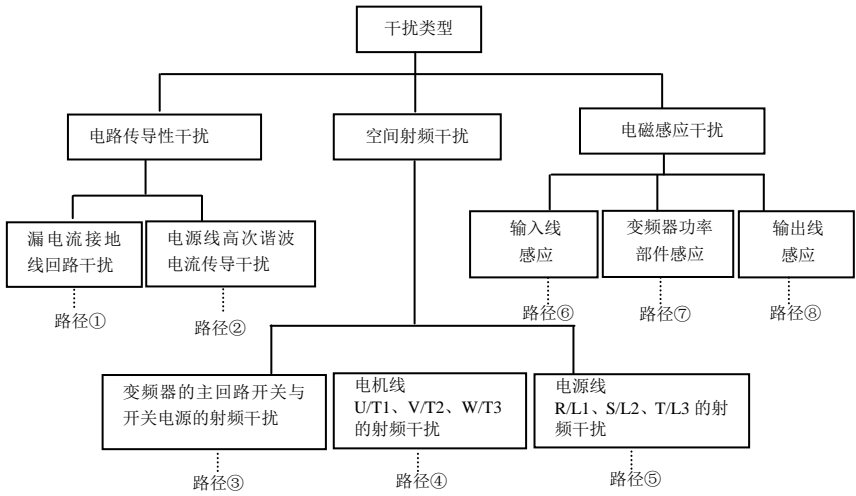 干扰类型
电路传导性干扰
空间射频干扰
电磁感应干扰
漏电流接地
线回路干扰
电源线高次谐波
电流传导干扰
输入线
感应
变频器功率
部件感应
输出线
感应
路径①
路径②
路径⑥
路径⑦
路径⑧
变频器的主回路开关与
开关电源的射频干扰
电机线
U/T1、V/T2、W/T3
的射频干扰
电源线
R/L1、S/L2、T/L3 的射
频干扰
路径③
路径④
路径⑤